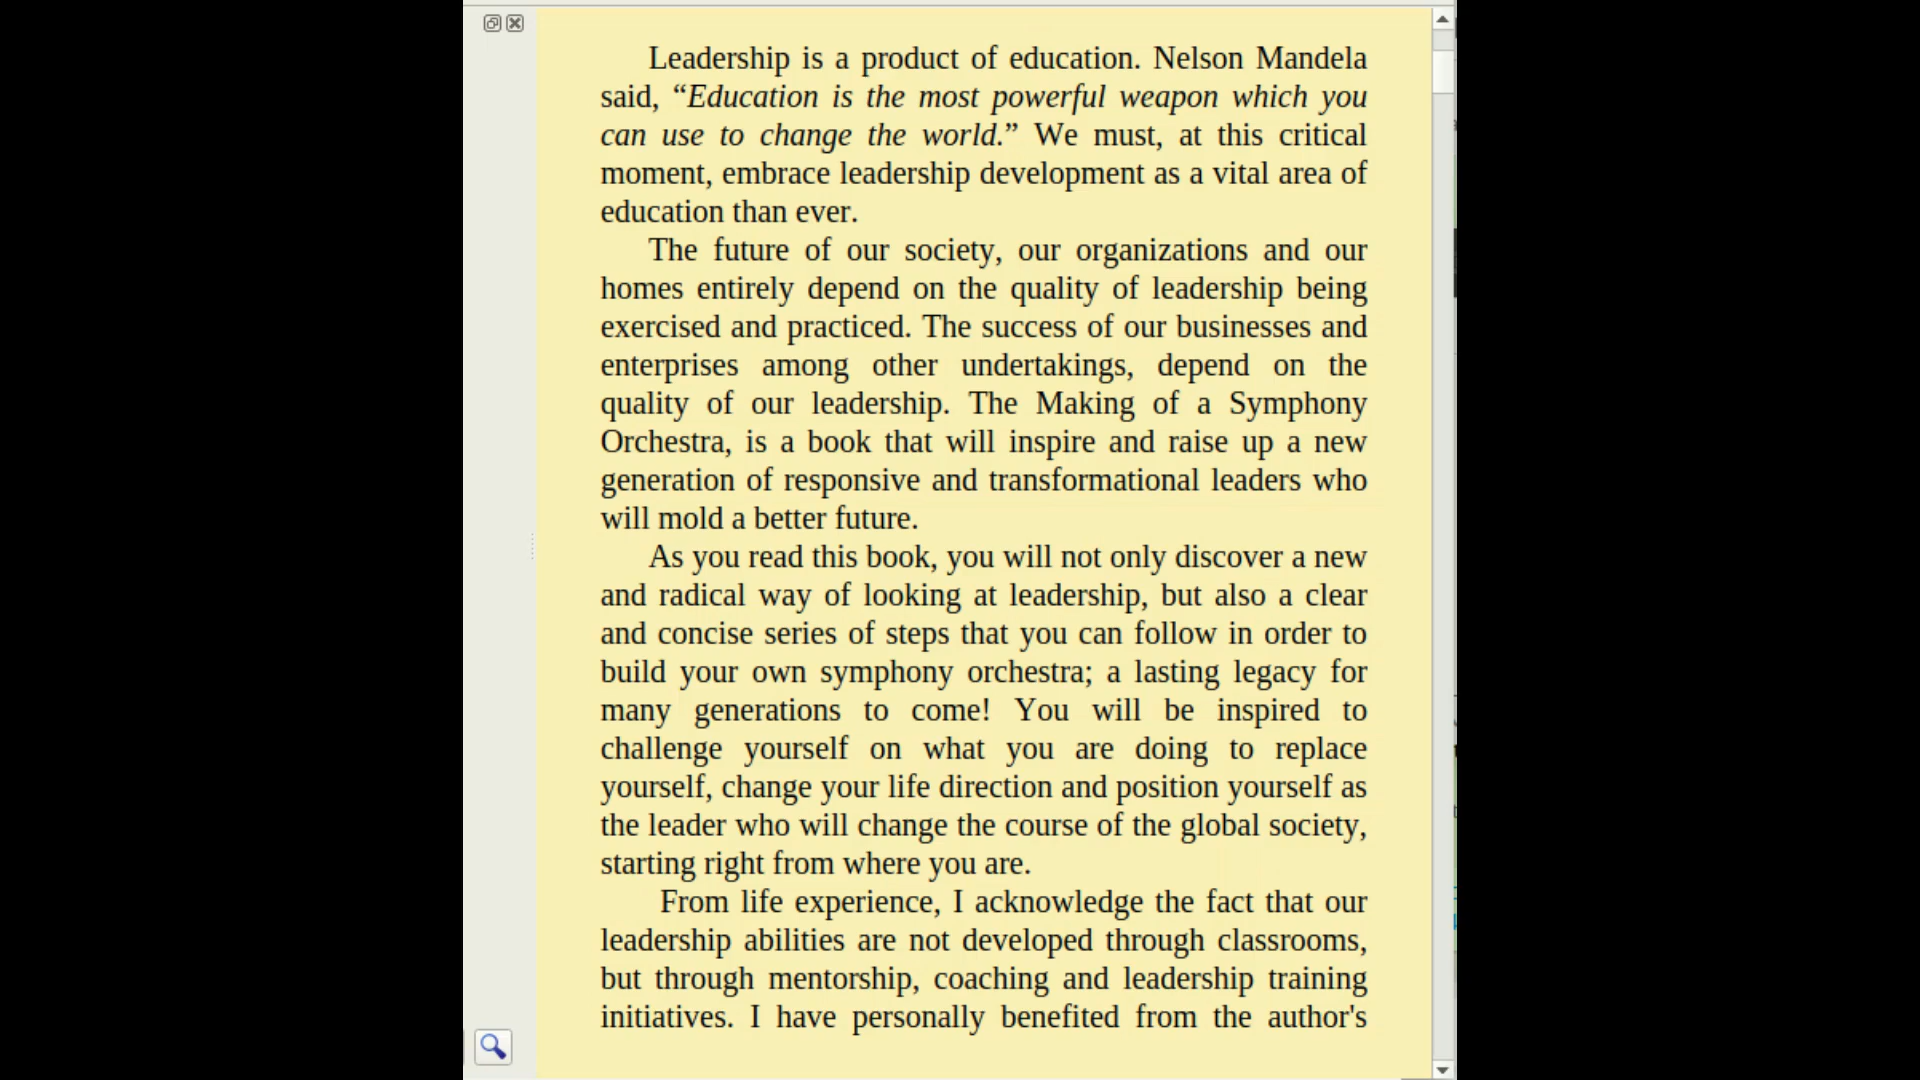 Leadership is a product of education. Nelson Mandela
said, “Education is the most powerful weapon which you
can use to change the world.” We must, at this critical
moment, embrace leadership development as a vital area of
education than ever.
The future of our society, our organizations and our
homes entirely depend on the quality of leadership being
exercised and practiced. The success of our businesses and
enterprises among other undertakings, depend on the
quality of our leadership. The Making of a Symphony
Orchestra, is a book that will inspire and raise up a new
generation of responsive and transformational leaders who
will mold a better future.
As you read this book, you will not only discover a new
and radical way of looking at leadership, but also a clear
and concise series of steps that you can follow in order to
build your own symphony orchestra; a lasting legacy for
many generations to come! You will be inspired to
challenge yourself on what you are doing to replace
yourself, change your life direction and position yourself as
the leader who will change the course of the global society,
starting right from where you are.
From life experience, I acknowledge the fact that our
leadership abilities are not developed through classrooms,
but through mentorship, coaching and leadership training
initiatives. I have personally benefited from the author's